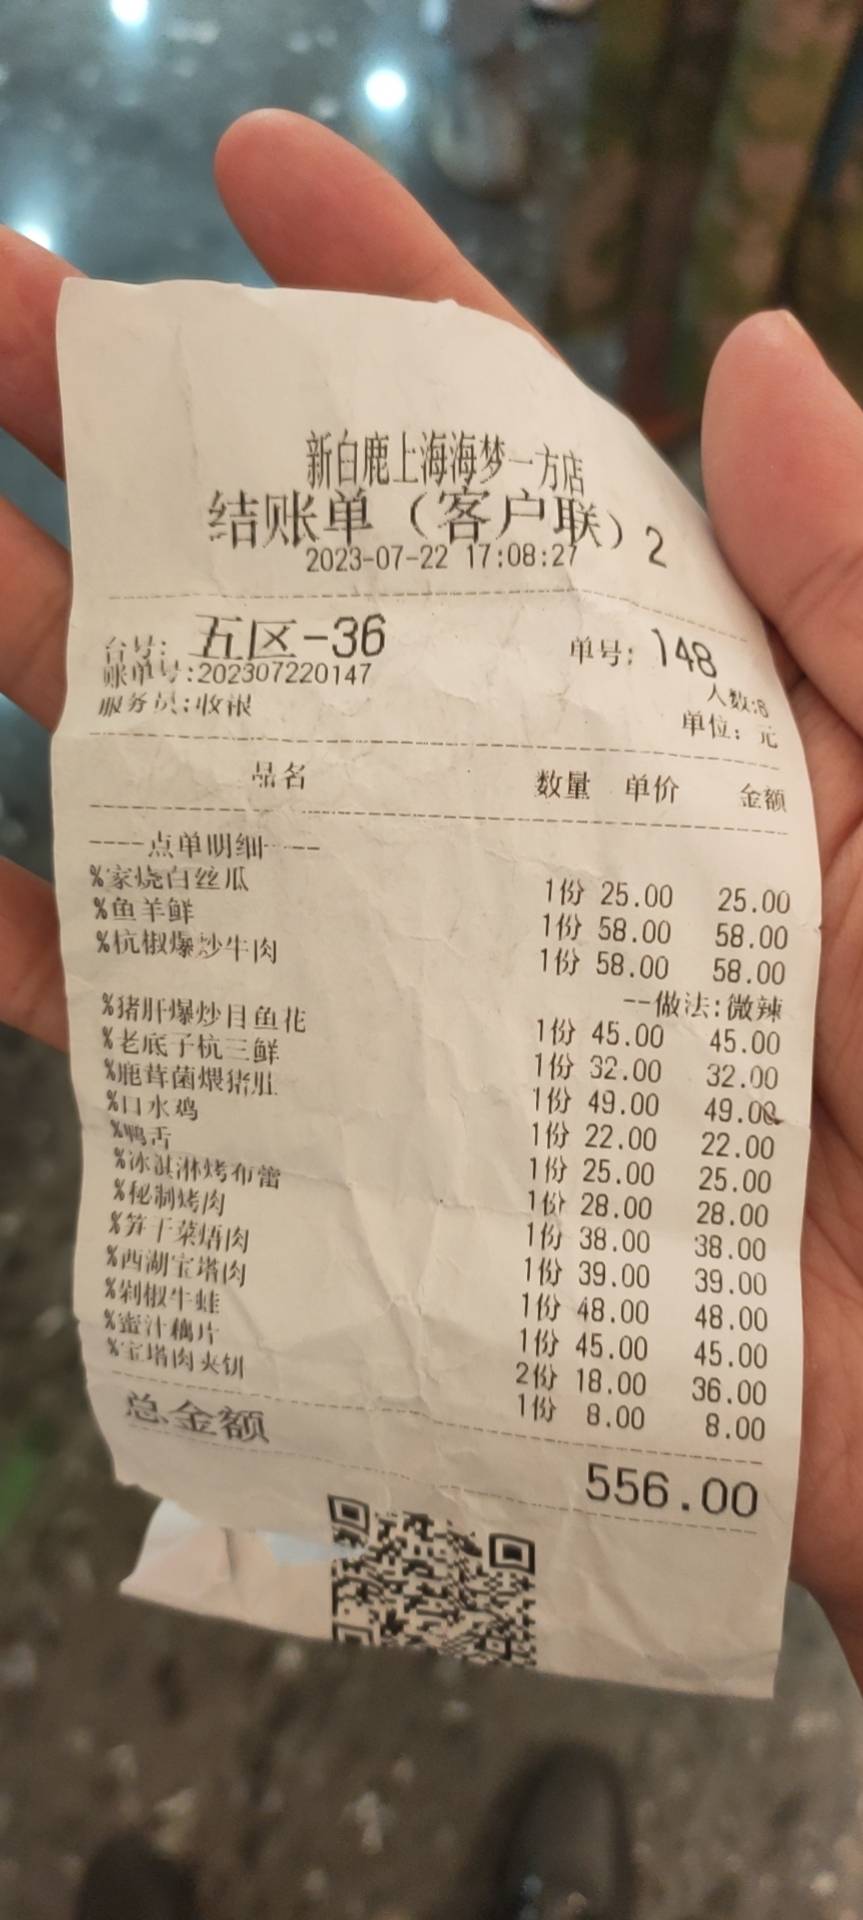 新白鹿上海海梦一方店
结账单（客户联）2
2023-07-22 17:08:27
台号: 五区-36 单号: 148
账单号:202307220147 人数:8
服务员:收银 单位: 元
品名 数量 单价 金额
----点单明细----
%家烧白丝瓜 1份 25.00 25.00
%鱼羊鲜 1份 58.00 58.00
%杭椒爆炒牛肉 1份 58.00 58.00
--做法:微辣
%猪肝爆炒目鱼花 1份 45.00 45.00
%老底子杭三鲜 1份 32.00 32.00
%鹿茸菌煨猪肚 1份 49.00 49.00
%口水鸡 1份 22.00 22.00
%鸭舌 1份 25.00 25.00
%冰淇淋烤布蕾 1份 28.00 28.00
%秘制烤肉 1份 38.00 38.00
%笋干菜焐肉 1份 39.00 39.00
%西湖宝塔肉 1份 48.00 48.00
%剁椒牛蛙 1份 45.00 45.00
%蜜汁藕片 2份 18.00 36.00
%宝塔肉夹钏 1份 8.00 8.00
总金额 556.00